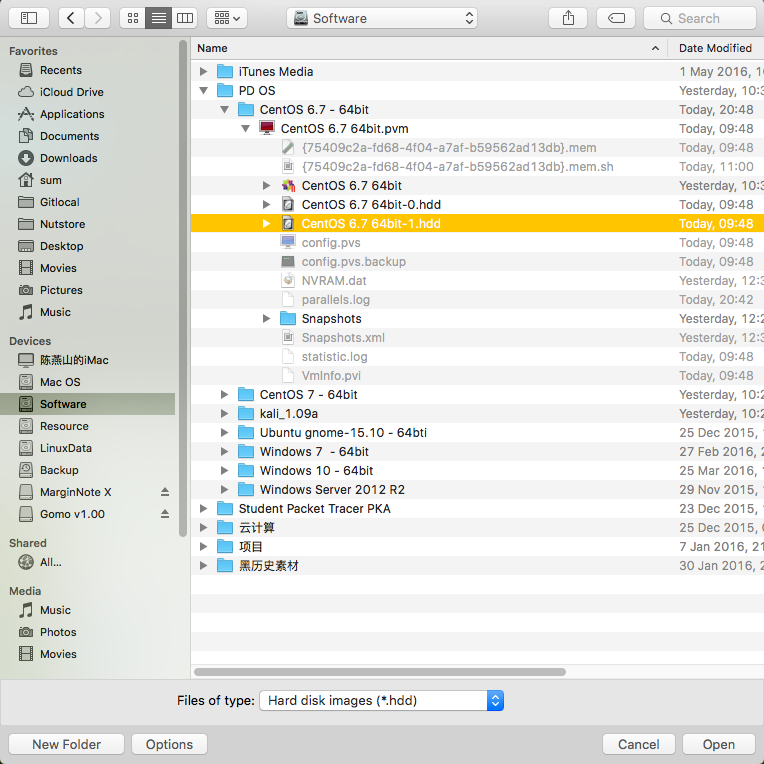 Software
Search
Favorites
Recents
iCloud Drive
Applications
Documents
Downloads
sum
Gitlocal
Nutstore
Desktop
Movies
Pictures
Music
Devices
陈燕山的iMac
Mac OS
Software
Resource
LinuxData
Backup
MarginNote X
Gomo v1.00
Shared
All...
Media
Music
Photos
Movies
Name Date Modified
iTunes Media 1 May 2016, 10
PD OS Yesterday, 10:3
CentOS 6.7 - 64bit Today, 20:48
CentOS 6.7 64bit.pvm Today, 09:48
{75409c2a-fd68-4f04-a7af-b59562ad13db}.mem Today, 09:48
{75409c2a-fd68-4f04-a7af-b59562ad13db}.mem.sh Today, 11:00
CentOS 6.7 64bit Yesterday, 10:3
CentOS 6.7 64bit-0.hdd Today, 09:48
CentOS 6.7 64bit-1.hdd Today, 09:48
config.pvs Today, 09:48
config.pvs.backup Today, 09:48
NVRAM.dat Yesterday, 12:3
parallels.log Today, 20:42
Snapshots Yesterday, 12:2
Snapshots.xml Yesterday, 12:3
statistic.log Today, 09:48
VmInfo.pvi Today, 09:48
CentOS 7 - 64bit Yesterday, 10:2
kali_1.09a Yesterday, 10:2
Ubuntu gnome-15.10 - 64bti 25 Dec 2015,
Windows 7 - 64bit 27 Feb 2016, 2
Windows 10 - 64bit 25 Mar 2016, 1
Windows Server 2012 R2 29 Nov 2015, 1
Student Packet Tracer PKA 23 Dec 2015, 1
云计算 25 Dec 2015, 0
项目 7 Jan 2016, 21
黑历史素材 30 Jan 2016, 1
Files of type: Hard disk images (*.hdd)
New Folder Options Cancel Open